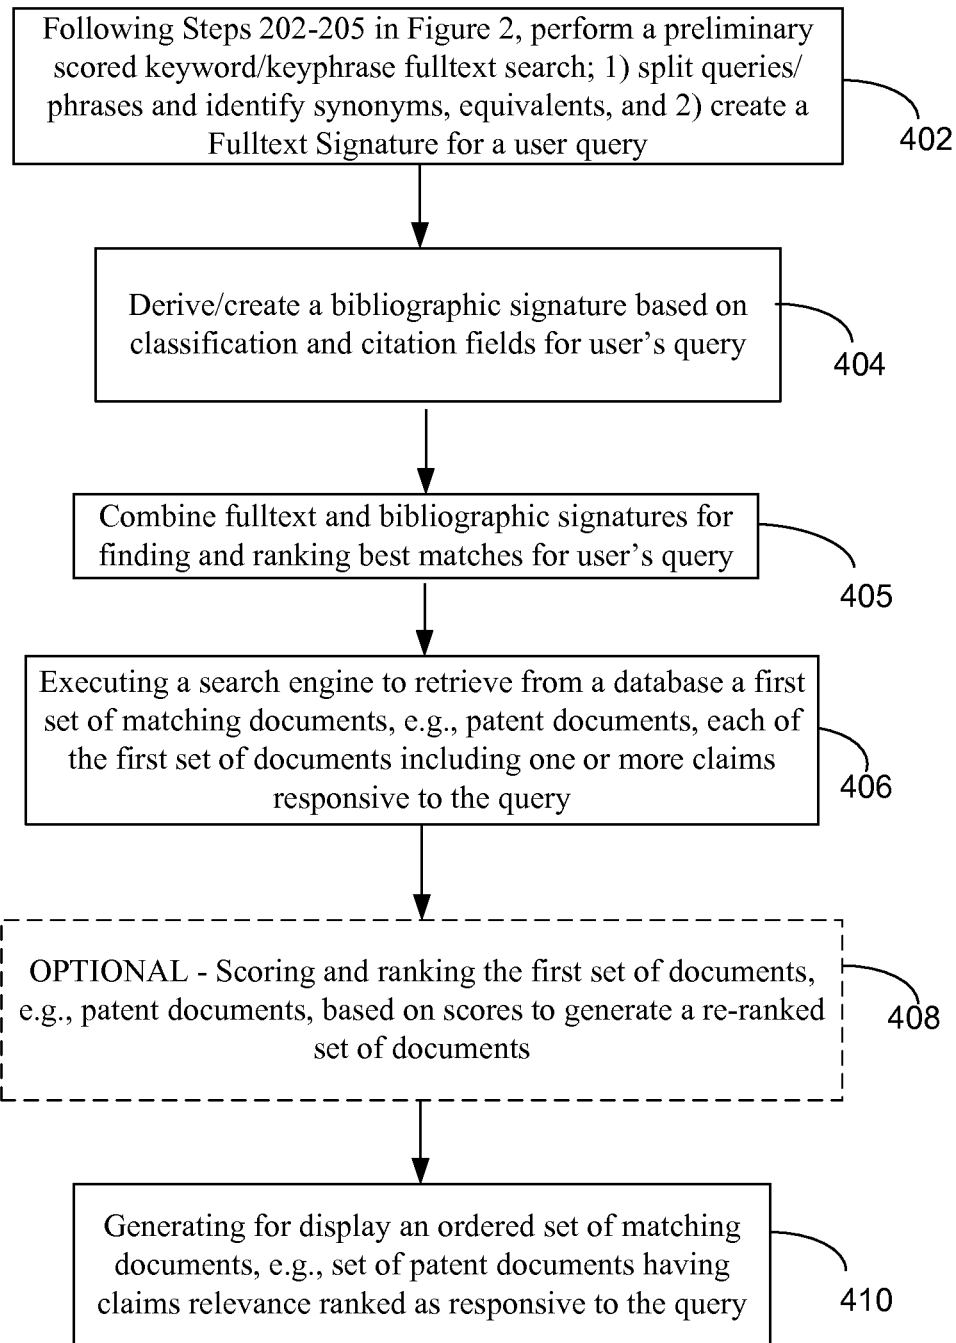 Following Steps 202-205 in Figure 2, perform a preliminary
scored keyword/keyphrase fulltext search; 1) split queries/
phrases and identify synonyms, equivalents, and 2) create a
Fulltext Signature for a user query
402
Derive/create a bibliographic signature based on
classification and citation fields for user’s query
404
Combine fulltext and bibliographic signatures for
finding and ranking best matches for user’s query
405
Executing a search engine to retrieve from a database a first
set of matching documents, e.g., patent documents, each of
the first set of documents including one or more claims
responsive to the query
406
OPTIONAL - Scoring and ranking the first set of documents,
e.g., patent documents, based on scores to generate a re-ranked
set of documents
408
Generating for display an ordered set of matching
documents, e.g., set of patent documents having
claims relevance ranked as responsive to the query
410